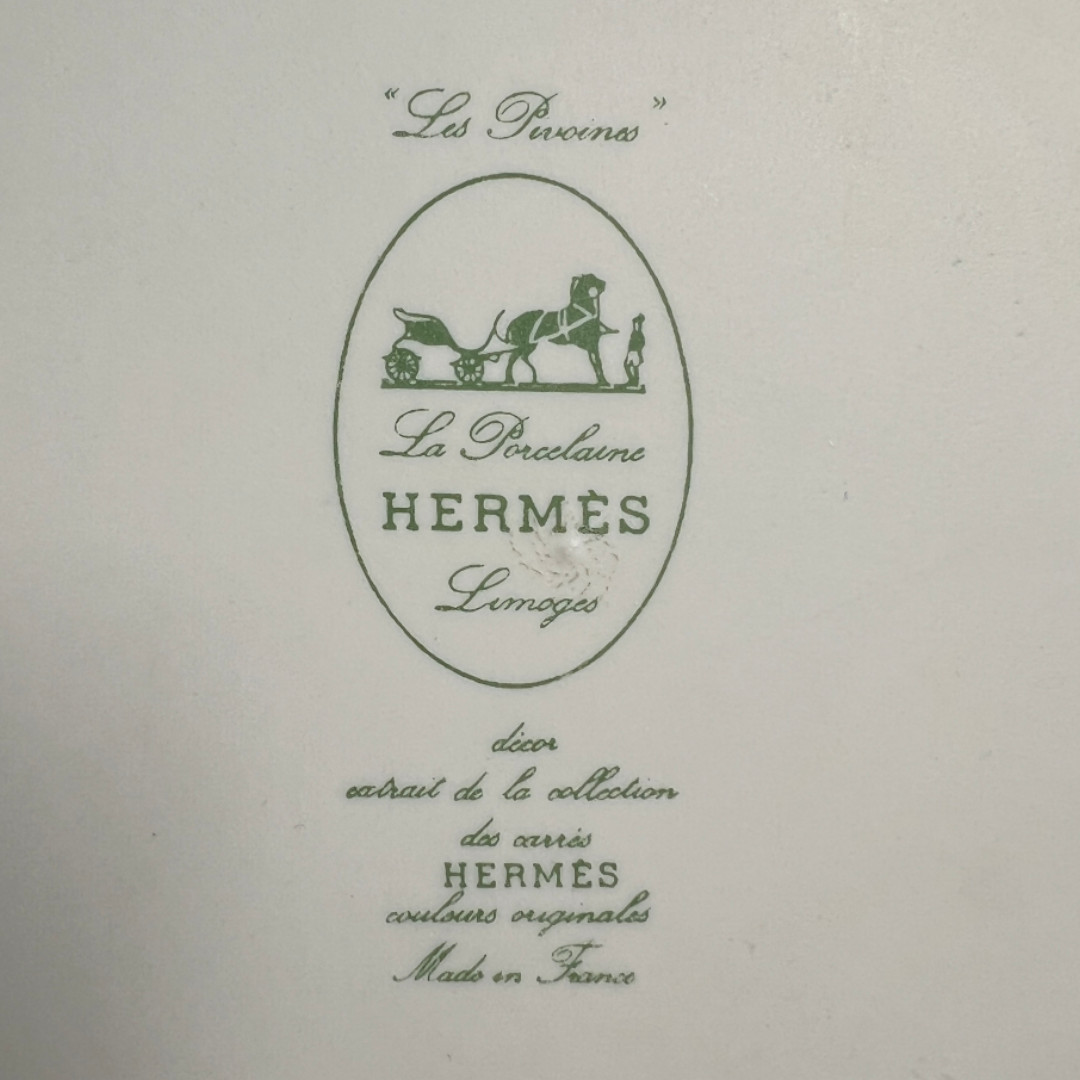 “Les Pivoines”
La Porcelaine
HERMÈS
Limoges
décor
extrait de la collection
des carrés
HERMÈS
couleurs originales
Made in France